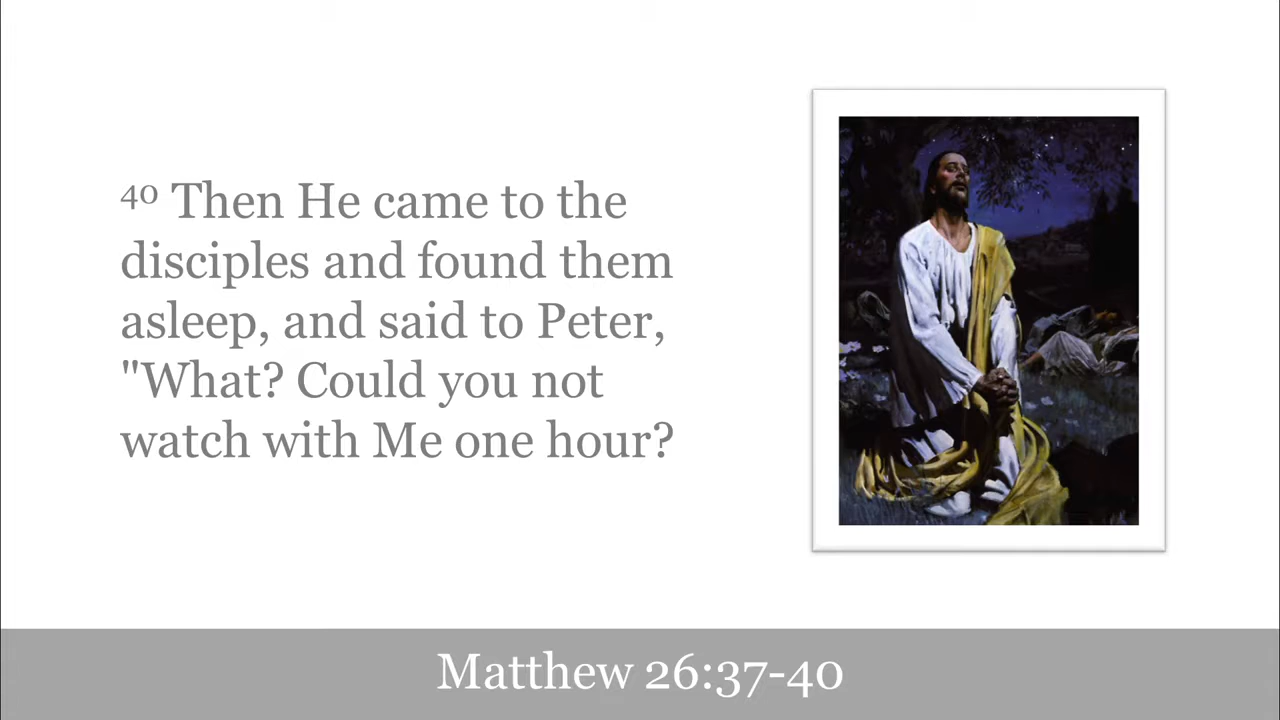 40 Then He came to the
disciples and found them
asleep, and said to Peter,
"What? Could you not
watch with Me one hour?
Matthew 26:37-40